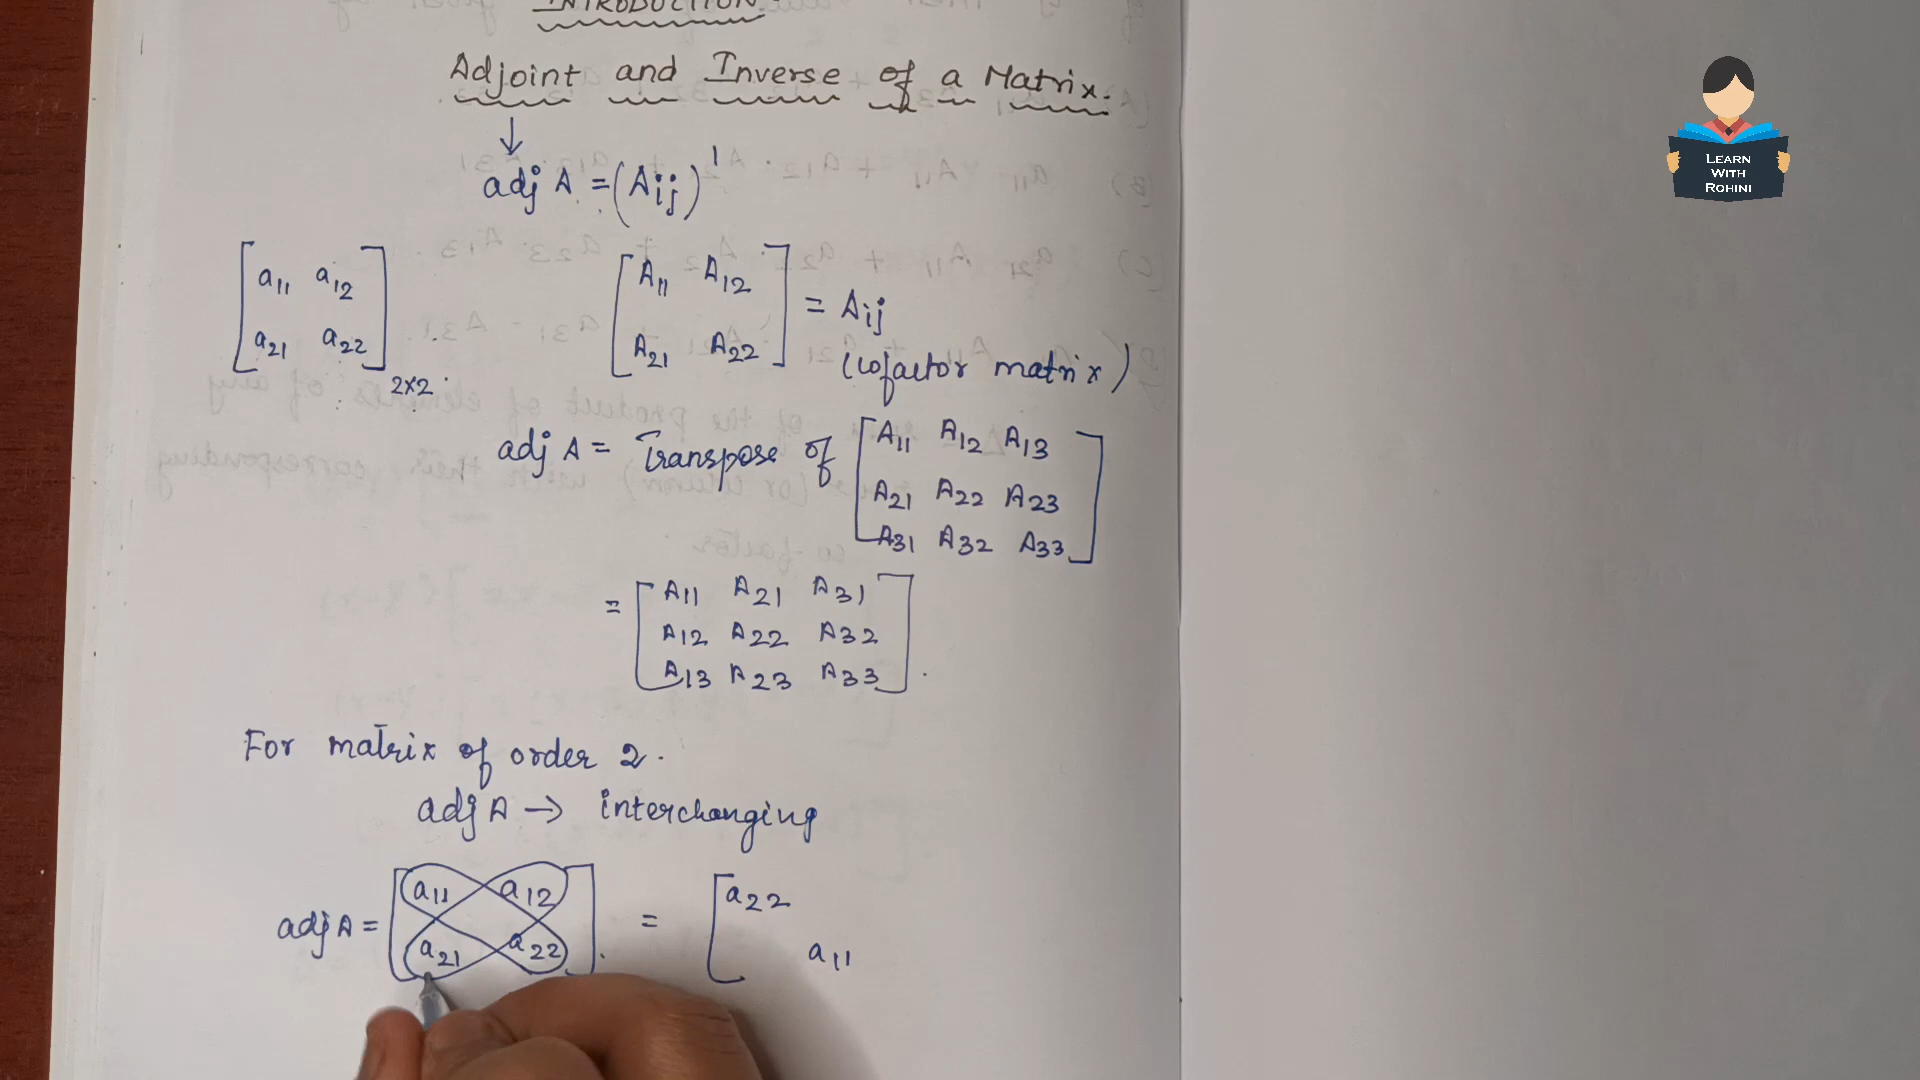 INTRODUCTION.
Adjoint and Inverse of a Matrix.
↓
adj A = (Aij)'
[a11 a12
a21 a22] 2×2.
[A11 A12
A21 A22] = Aij
(cofactor matrix)
adj A = Transpose of [A11 A12 A13
A21 A22 A23
A31 A32 A33]
= [A11 A21 A31
A12 A22 A32
A13 A23 A33].
For matrix of order 2.
adj A → interchanging
adj A = [a11 a12
a21 a22]. = [a22
a11
LEARN
WITH
ROHINI